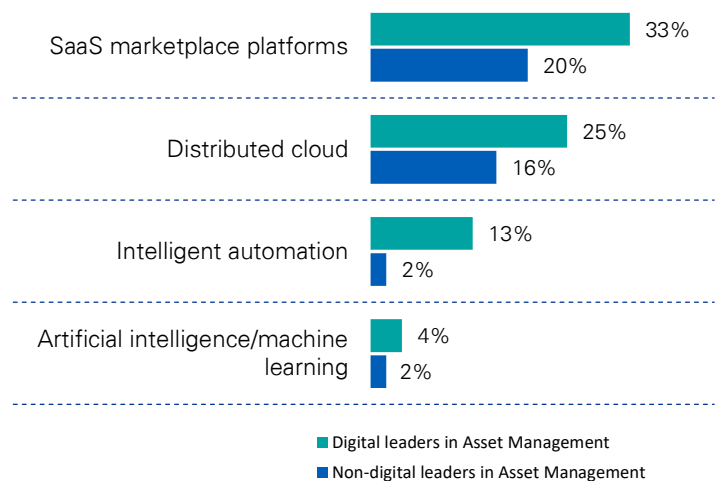 SaaS marketplace platforms
33%
20%
Distributed cloud
25%
16%
Intelligent automation
13%
2%
Artificial intelligence/machine
learning
4%
2%
Digital leaders in Asset Management
Non-digital leaders in Asset Management